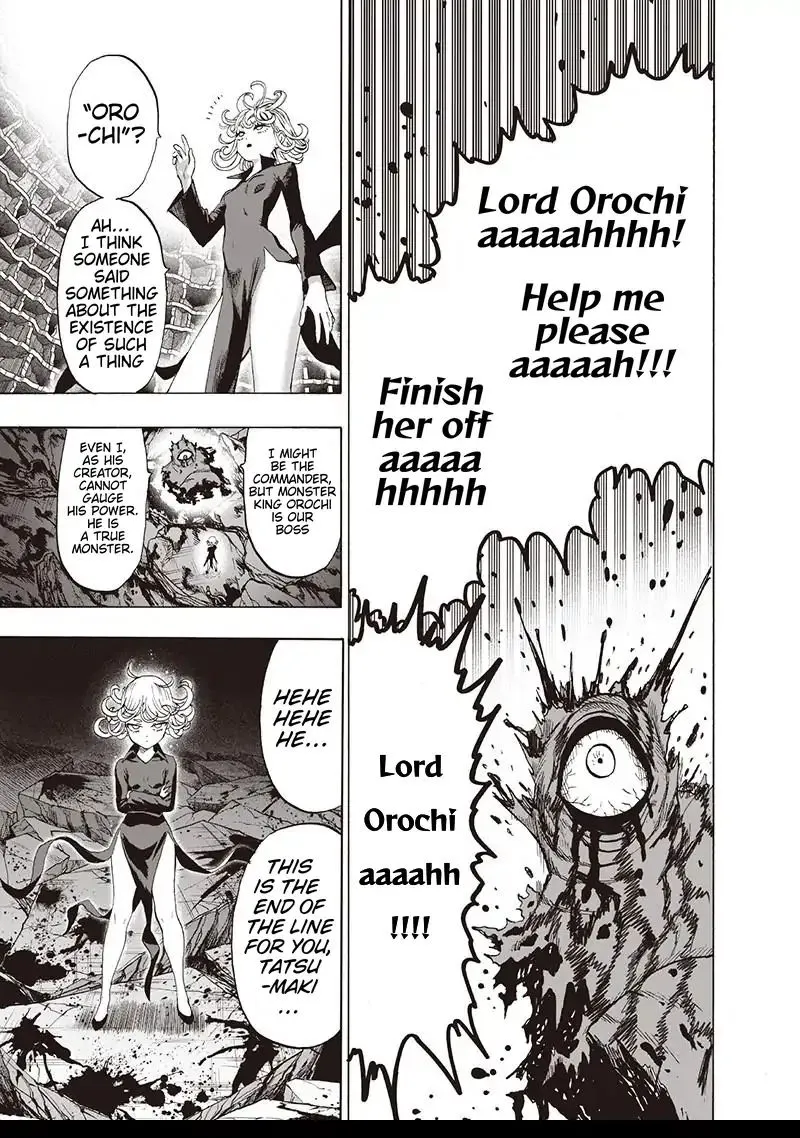 Lord Orochi
aaaaahhhh!
Help me
please
aaaaah!!!
Finish
her off
aaaaa
hhhhh
Lord
Orochi
aaaahh
!!!!
"ORO
-CHI"?
AH...
I THINK
SOMEONE
SAID
SOMETHING
ABOUT THE
EXISTENCE
OF SUCH
A THING
I MIGHT
BE THE
COMMANDER,
BUT MONSTER
KING OROCHI
IS OUR
BOSS
EVEN I,
AS HIS
CREATOR,
CANNOT
GAUGE
HIS POWER.
HE IS
A TRUE
MONSTER.
HEHE
HEHE
HE...
THIS
IS THE
END OF
THE LINE
FOR YOU,
TATSU
-MAKI
...